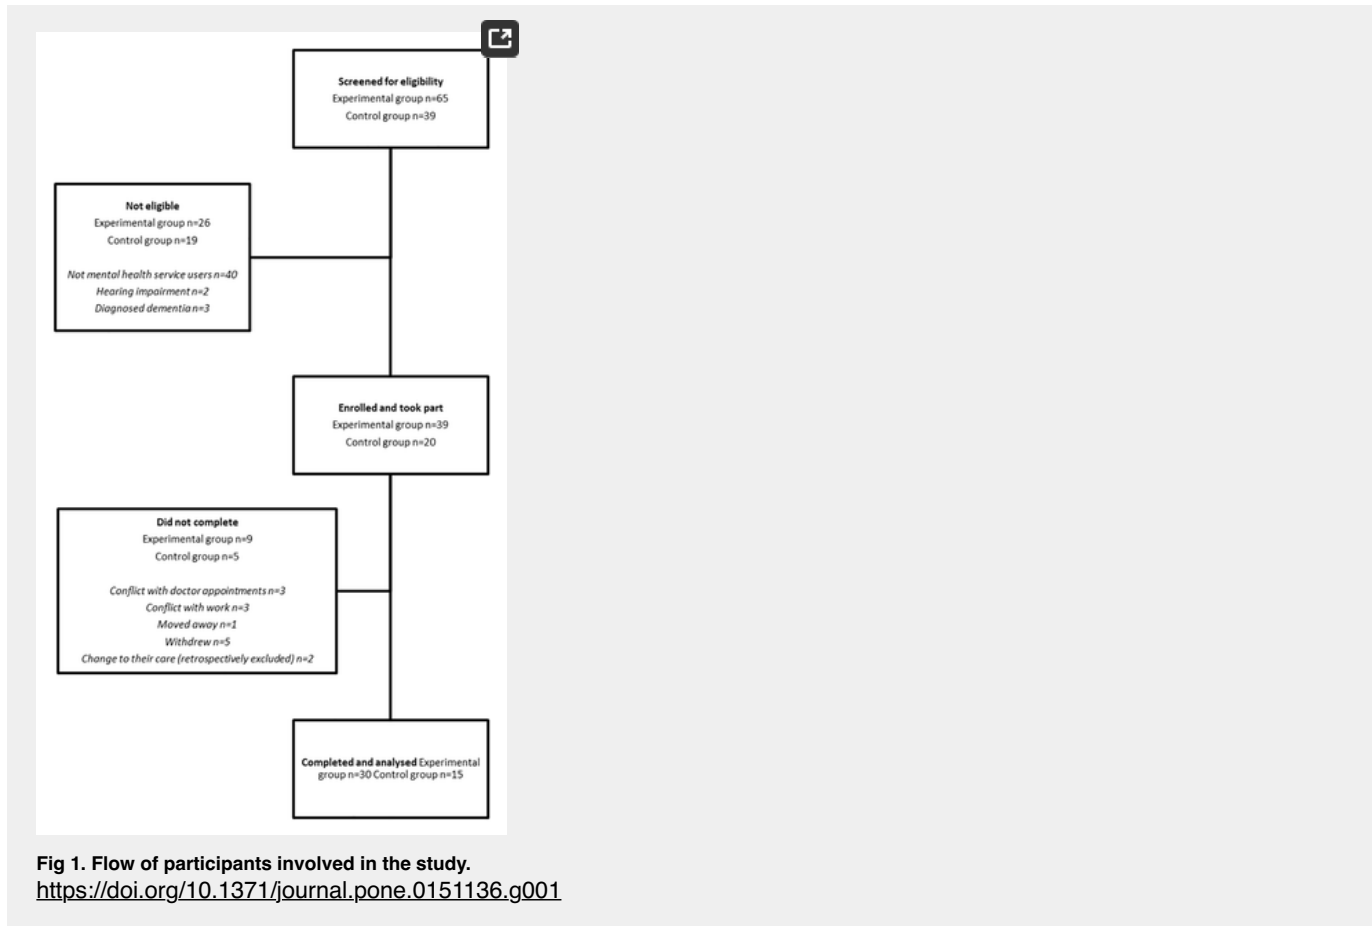 Screened for eligibility
Experimental group n=65
Control group n=39
Not eligible
Experimental group n=26
Control group n=19
Not mental health service users n=40
Hearing impairment n=2
Diagnosed dementia n=3
Enrolled and took part
Experimental group n=39
Control group n=20
Did not complete
Experimental group n=9
Control group n=5
Conflict with doctor appointments n=3
Conflict with work n=3
Moved away n=1
Withdrew n=5
Change to their care (retrospectively excluded) n=2
Completed and analysed Experimental
group n=30 Control group n=15
Fig 1. Flow of participants involved in the study.
https://doi.org/10.1371/journal.pone.0151136.g001